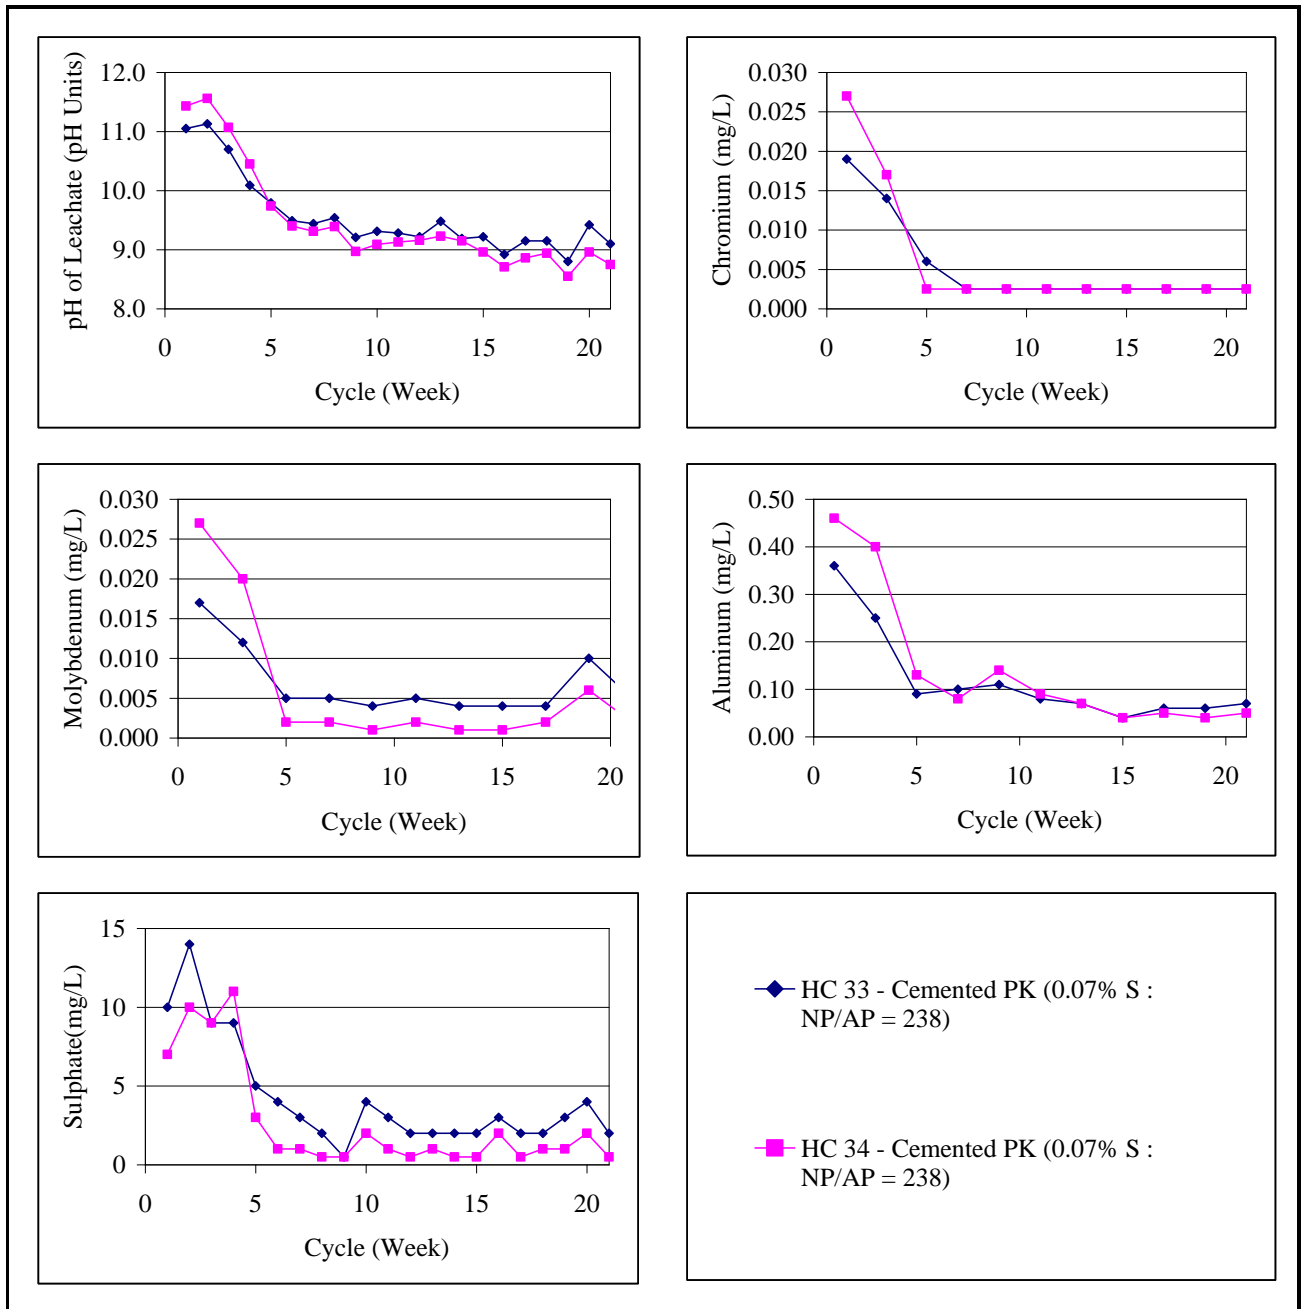 pH of Leachate (pH Units)
12.0
11.0
10.0
9.0
8.0
0 5 10 15 20
Cycle (Week)
Chromium (mg/L)
0.030
0.025
0.020
0.015
0.010
0.005
0.000
0 5 10 15 20
Cycle (Week)
Molybdenum (mg/L)
0.030
0.025
0.020
0.015
0.010
0.005
0.000
0 5 10 15 20
Cycle (Week)
Aluminum (mg/L)
0.50
0.40
0.30
0.20
0.10
0.00
0 5 10 15 20
Cycle (Week)
Sulphate(mg/L)
15
10
5
0
0 5 10 15 20
Cycle (Week)
HC 33 - Cemented PK (0.07% S :
NP/AP = 238)
HC 34 - Cemented PK (0.07% S :
NP/AP = 238)